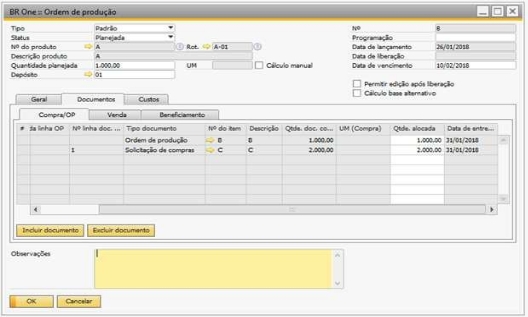 BR One :: Ordem de produção
Tipo Padrão Nº 8
Status Planejada Programação
Nº do produto A Rot. A-01 Data de lançamento 26/01/2018
Descrição produto A Data de liberação
Quantidade planejada 1.000,00 UM Cálculo manual Data de vencimento 10/02/2018
Depósito 01
Permitir edição após liberação
Cálculo base alternativo
Geral Documentos Custos
Compra/OP Venda Beneficiamento
# da linha OP Nº linha doc. ... Tipo documento Nº do item Descrição Qtde. doc. co... UM (Compra) Qtde. alocada Data de entre...
Ordem de produção B B 1.000,00 1.000,00 31/01/2018
1 Solicitação de compras C C 2.000,00 2.000,00 31/01/2018
Incluir documento Excluir documento
Observações
OK Cancelar